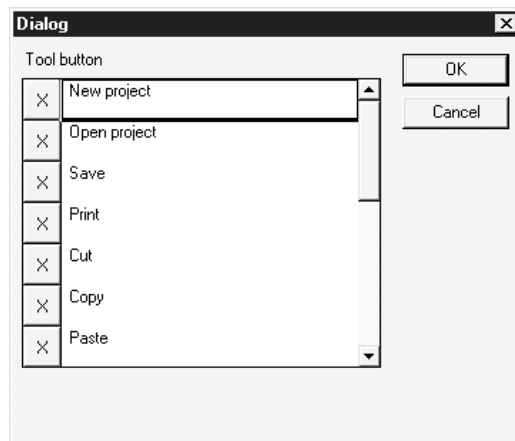 Dialog
Tool button
X New project
X Open project
X Save
X Print
X Cut
X Copy
X Paste
OK
Cancel